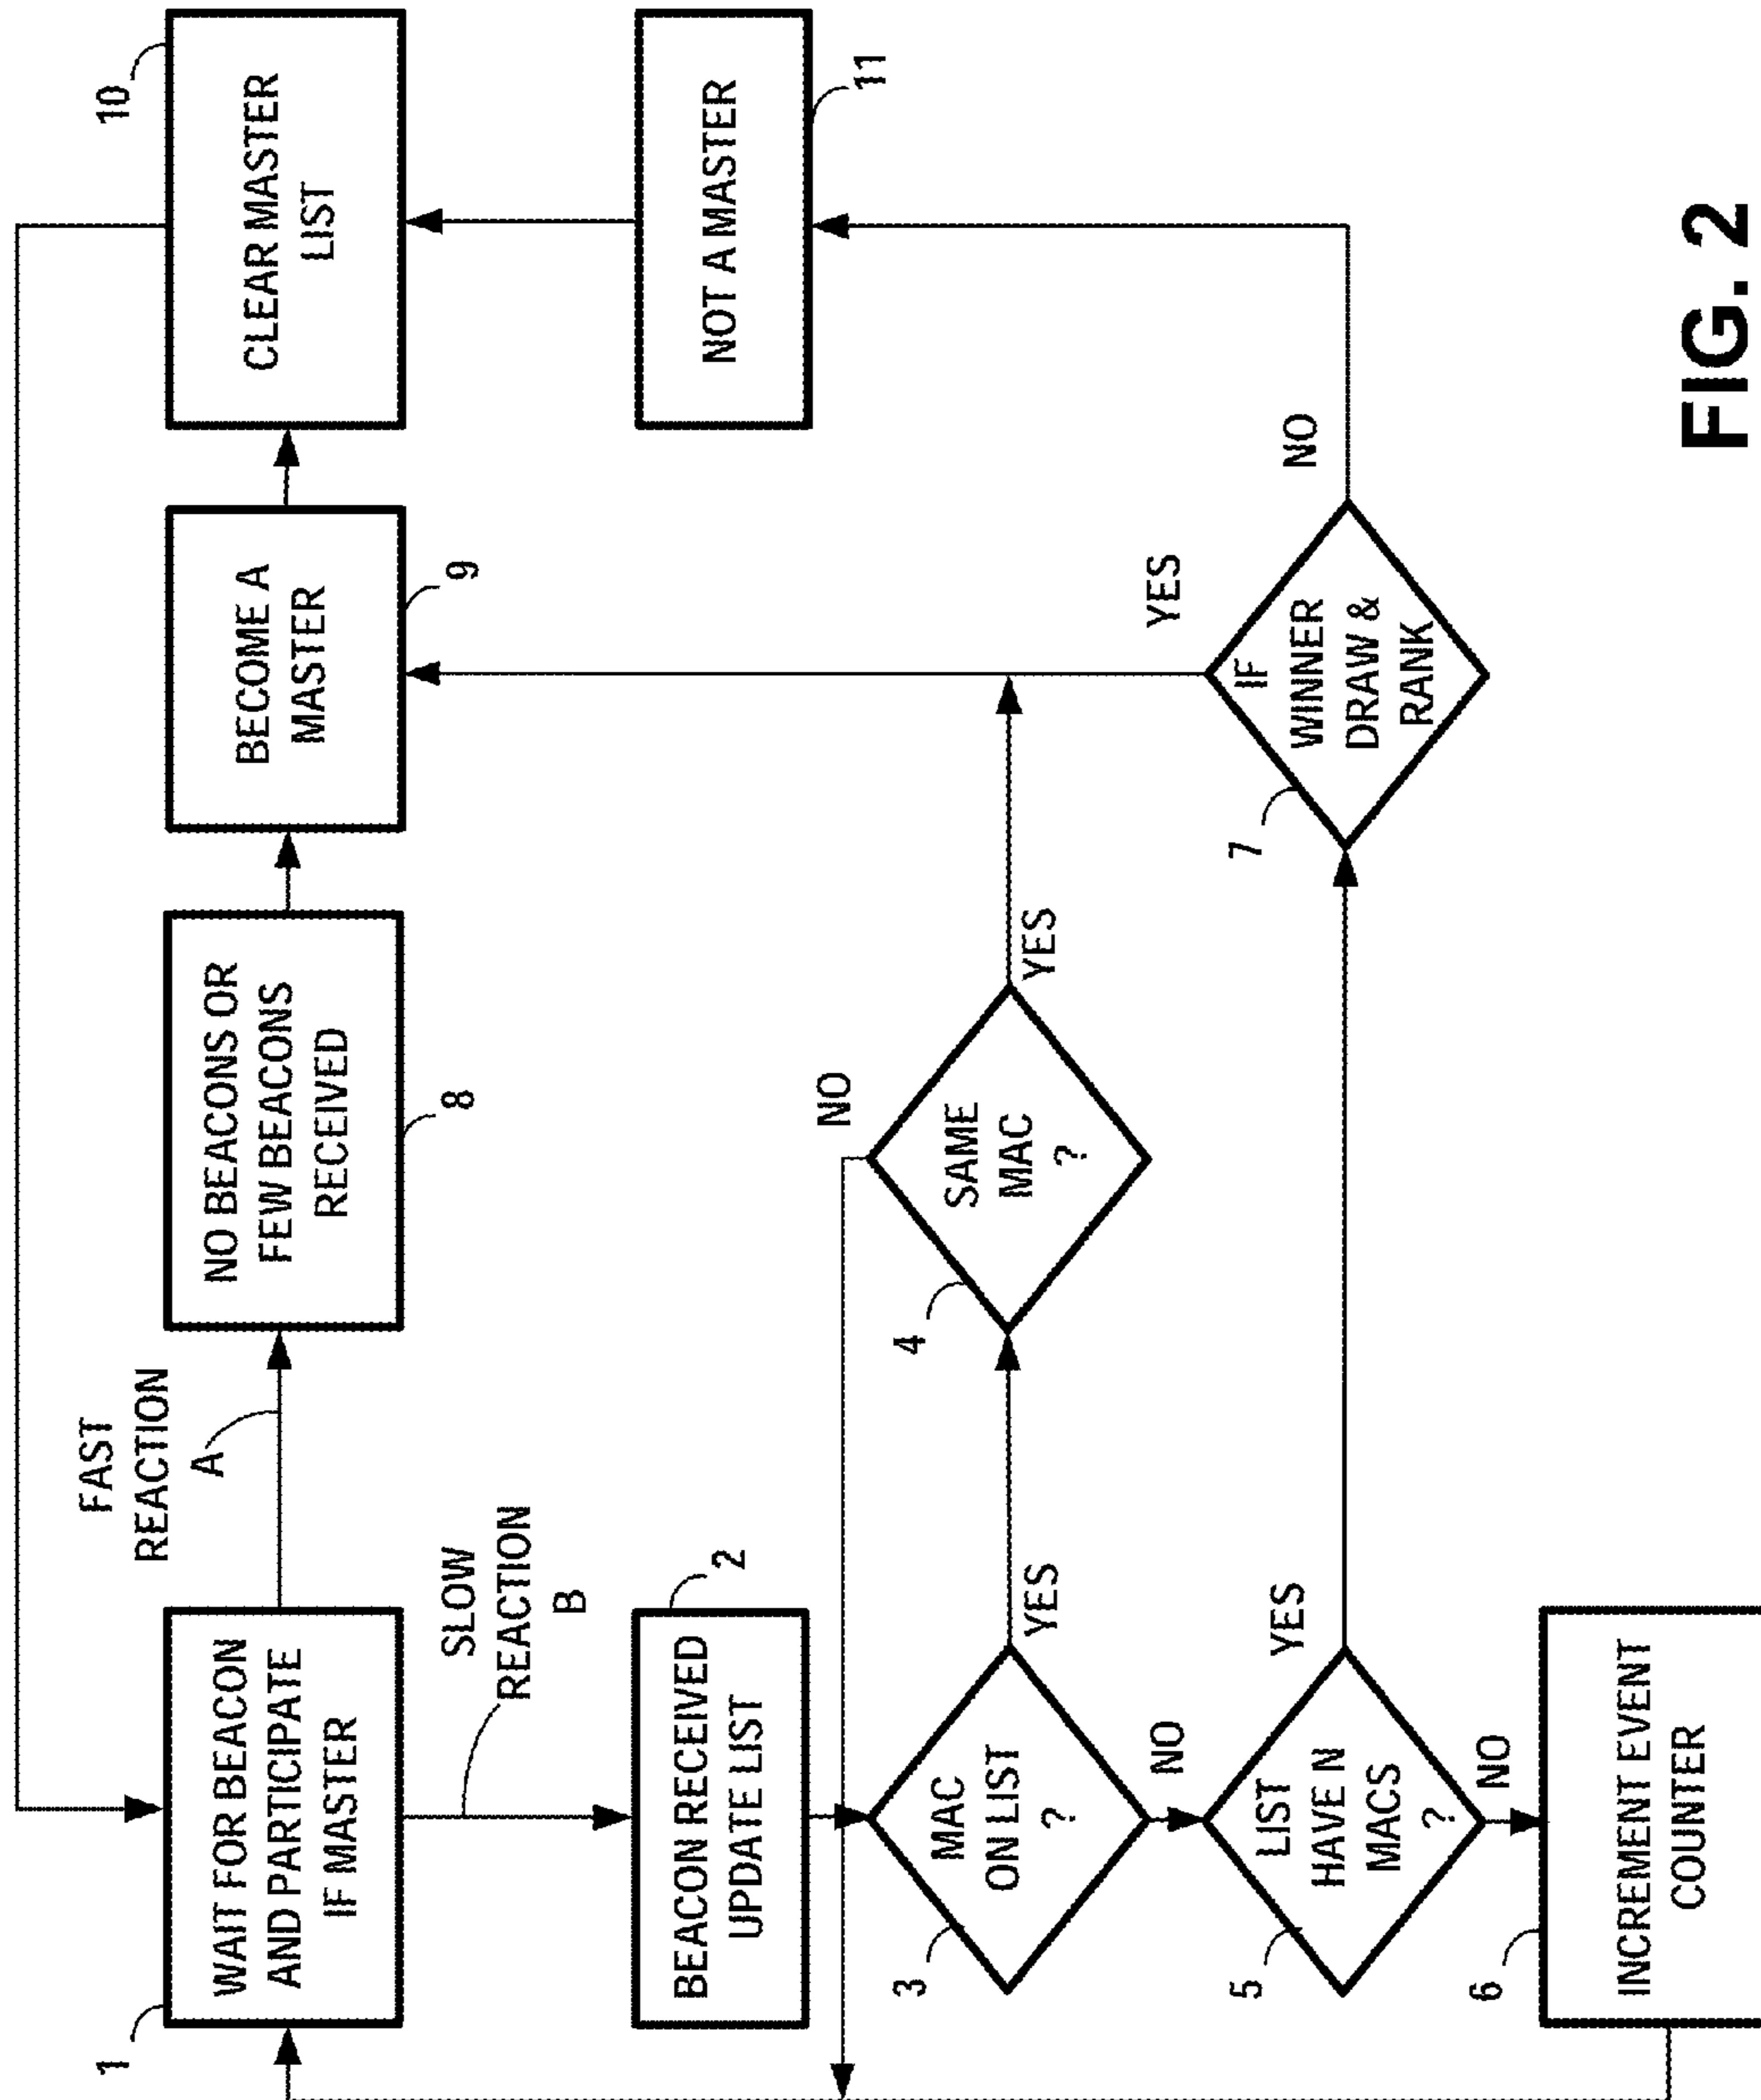 FAST
REACTION
A
10
1
WAIT FOR BEACON
AND PARTICIPATE
IF MASTER
NO BEACONS OR
FEW BEACONS
RECEIVED
8
BECOME A
MASTER
9
CLEAR MASTER
LIST
SLOW
REACTION
B
2
BEACON RECEIVED
UPDATE LIST
NOT A MASTER
11
NO
3
MAC
ON LIST
?
YES
4
SAME
MAC
?
YES
NO
5
LIST
HAVE N
MACS
?
YES
YES
7
IF
WINNER
DRAW &
RANK
NO
NO
6
INCREMENT EVENT
COUNTER
FIG. 2